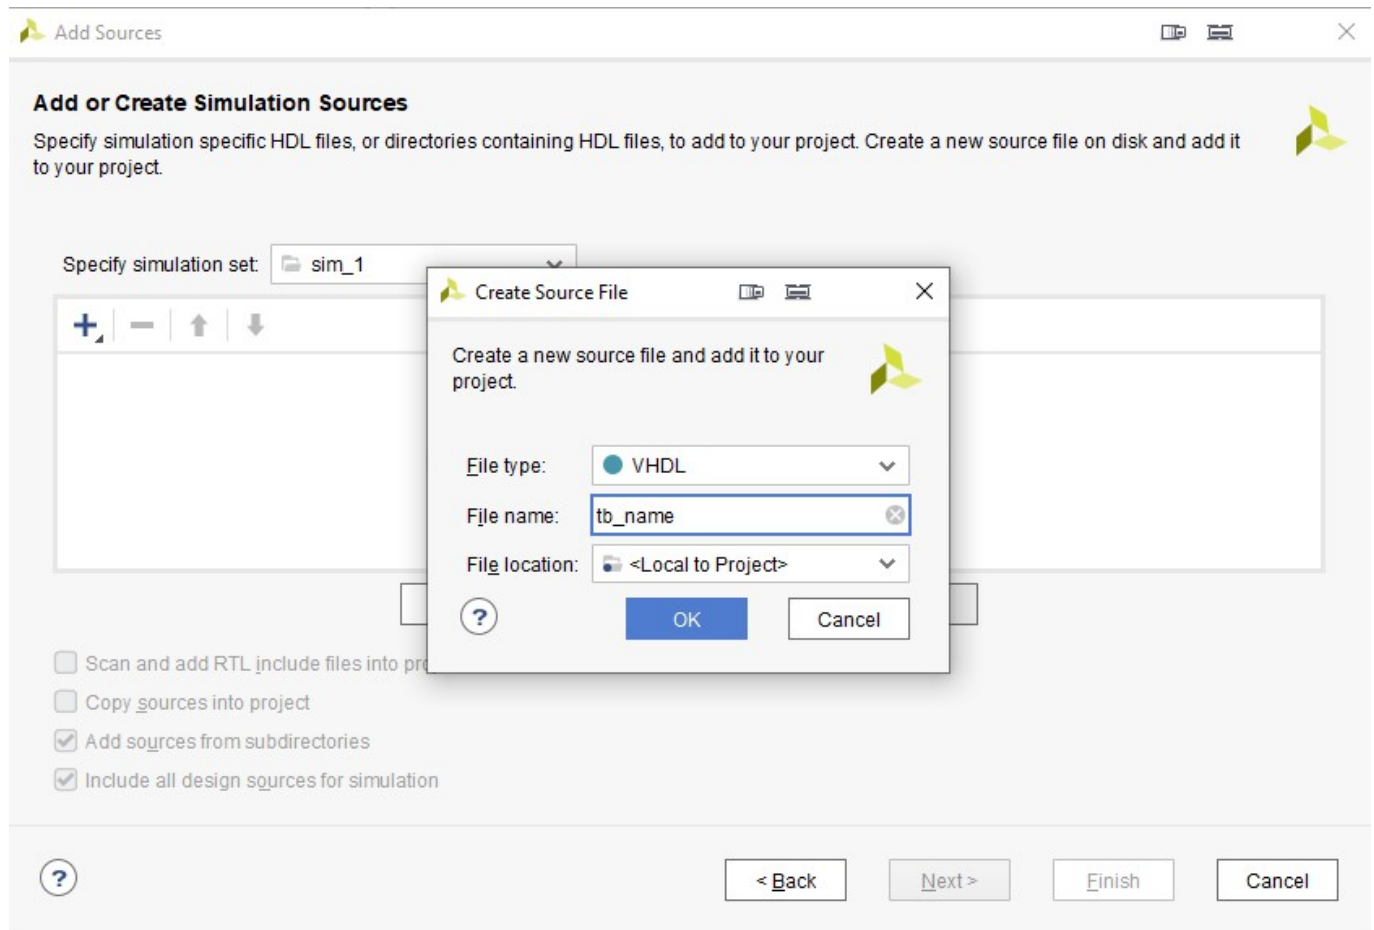 Add Sources
Add or Create Simulation Sources
Specify simulation specific HDL files, or directories containing HDL files, to add to your project. Create a new source file on disk and add it
to your project.
Specify simulation set: sim_1
Create Source File
Create a new source file and add it to your
project.
File type: VHDL
File name: tb_name
File location: <Local to Project>
? OK Cancel
Scan and add RTL include files into pro
Copy sources into project
Add sources from subdirectories
Include all design sources for simulation
? < Back Next > Finish Cancel